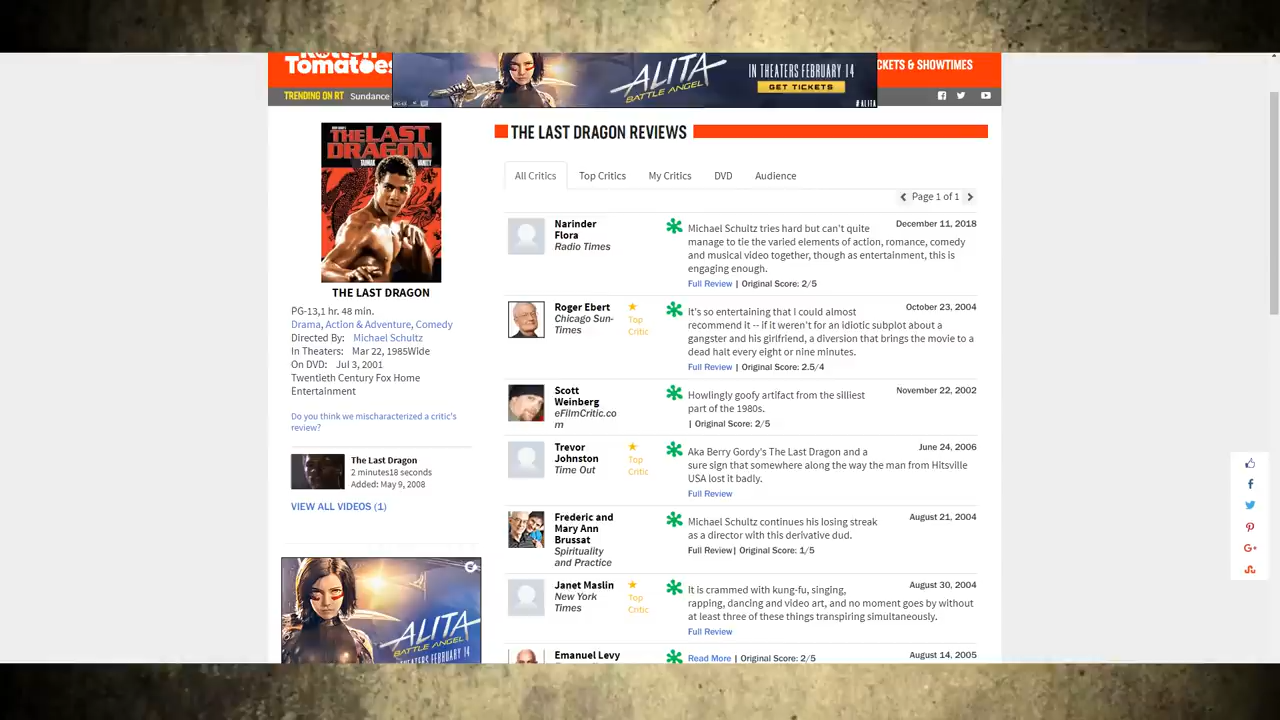 Rotten
Tomatoes
ALITA
BATTLE ANGEL
IN THEATERS FEBRUARY 14
GET TICKETS
#ALITA
CKETS & SHOWTIMES
TRENDING ON RT Sundance
THE LAST
DRAGON
TAIMAK VANITY
THE LAST DRAGON
PG-13,1 hr. 48 min.
Drama, Action & Adventure, Comedy
Directed By: Michael Schultz
In Theaters: Mar 22, 1985Wide
On DVD: Jul 3, 2001
Twentieth Century Fox Home
Entertainment
Do you think we mischaracterized a critic's
review?
The Last Dragon
2 minutes18 seconds
Added: May 9, 2008
VIEW ALL VIDEOS (1)
ALITA
BATTLE ANGEL
IN THEATERS FEBRUARY 14
THE LAST DRAGON REVIEWS
All Critics Top Critics My Critics DVD Audience
Page 1 of 1
Narinder
Flora
Radio Times
December 11, 2018
Michael Schultz tries hard but can't quite
manage to tie the varied elements of action, romance, comedy
and musical video together, though as entertainment, this is
engaging enough.
Full Review | Original Score: 2/5
Roger Ebert
Chicago Sun-
Times
Top
Critic
October 23, 2004
It's so entertaining that I could almost
recommend it -- if it weren't for an idiotic subplot about a
gangster and his girlfriend, a diversion that brings the movie to a
dead halt every eight or nine minutes.
Full Review | Original Score: 2.5/4
Scott
Weinberg
eFilmCritic.co
m
November 22, 2002
Howlingly goofy artifact from the silliest
part of the 1980s.
| Original Score: 2/5
Trevor
Johnston
Time Out
Top
Critic
June 24, 2006
Aka Berry Gordy's The Last Dragon and a
sure sign that somewhere along the way the man from Hitsville
USA lost it badly.
Full Review
Frederic and
Mary Ann
Brussat
Spirituality
and Practice
August 21, 2004
Michael Schultz continues his losing streak
as a director with this derivative dud.
Full Review| Original Score: 1/5
Janet Maslin
New York
Times
Top
Critic
August 30, 2004
It is crammed with kung-fu, singing,
rapping, dancing and video art, and no moment goes by without
at least three of these things transpiring simultaneously.
Full Review
Emanuel Levy
August 14, 2005
Read More | Original Score: 2/5